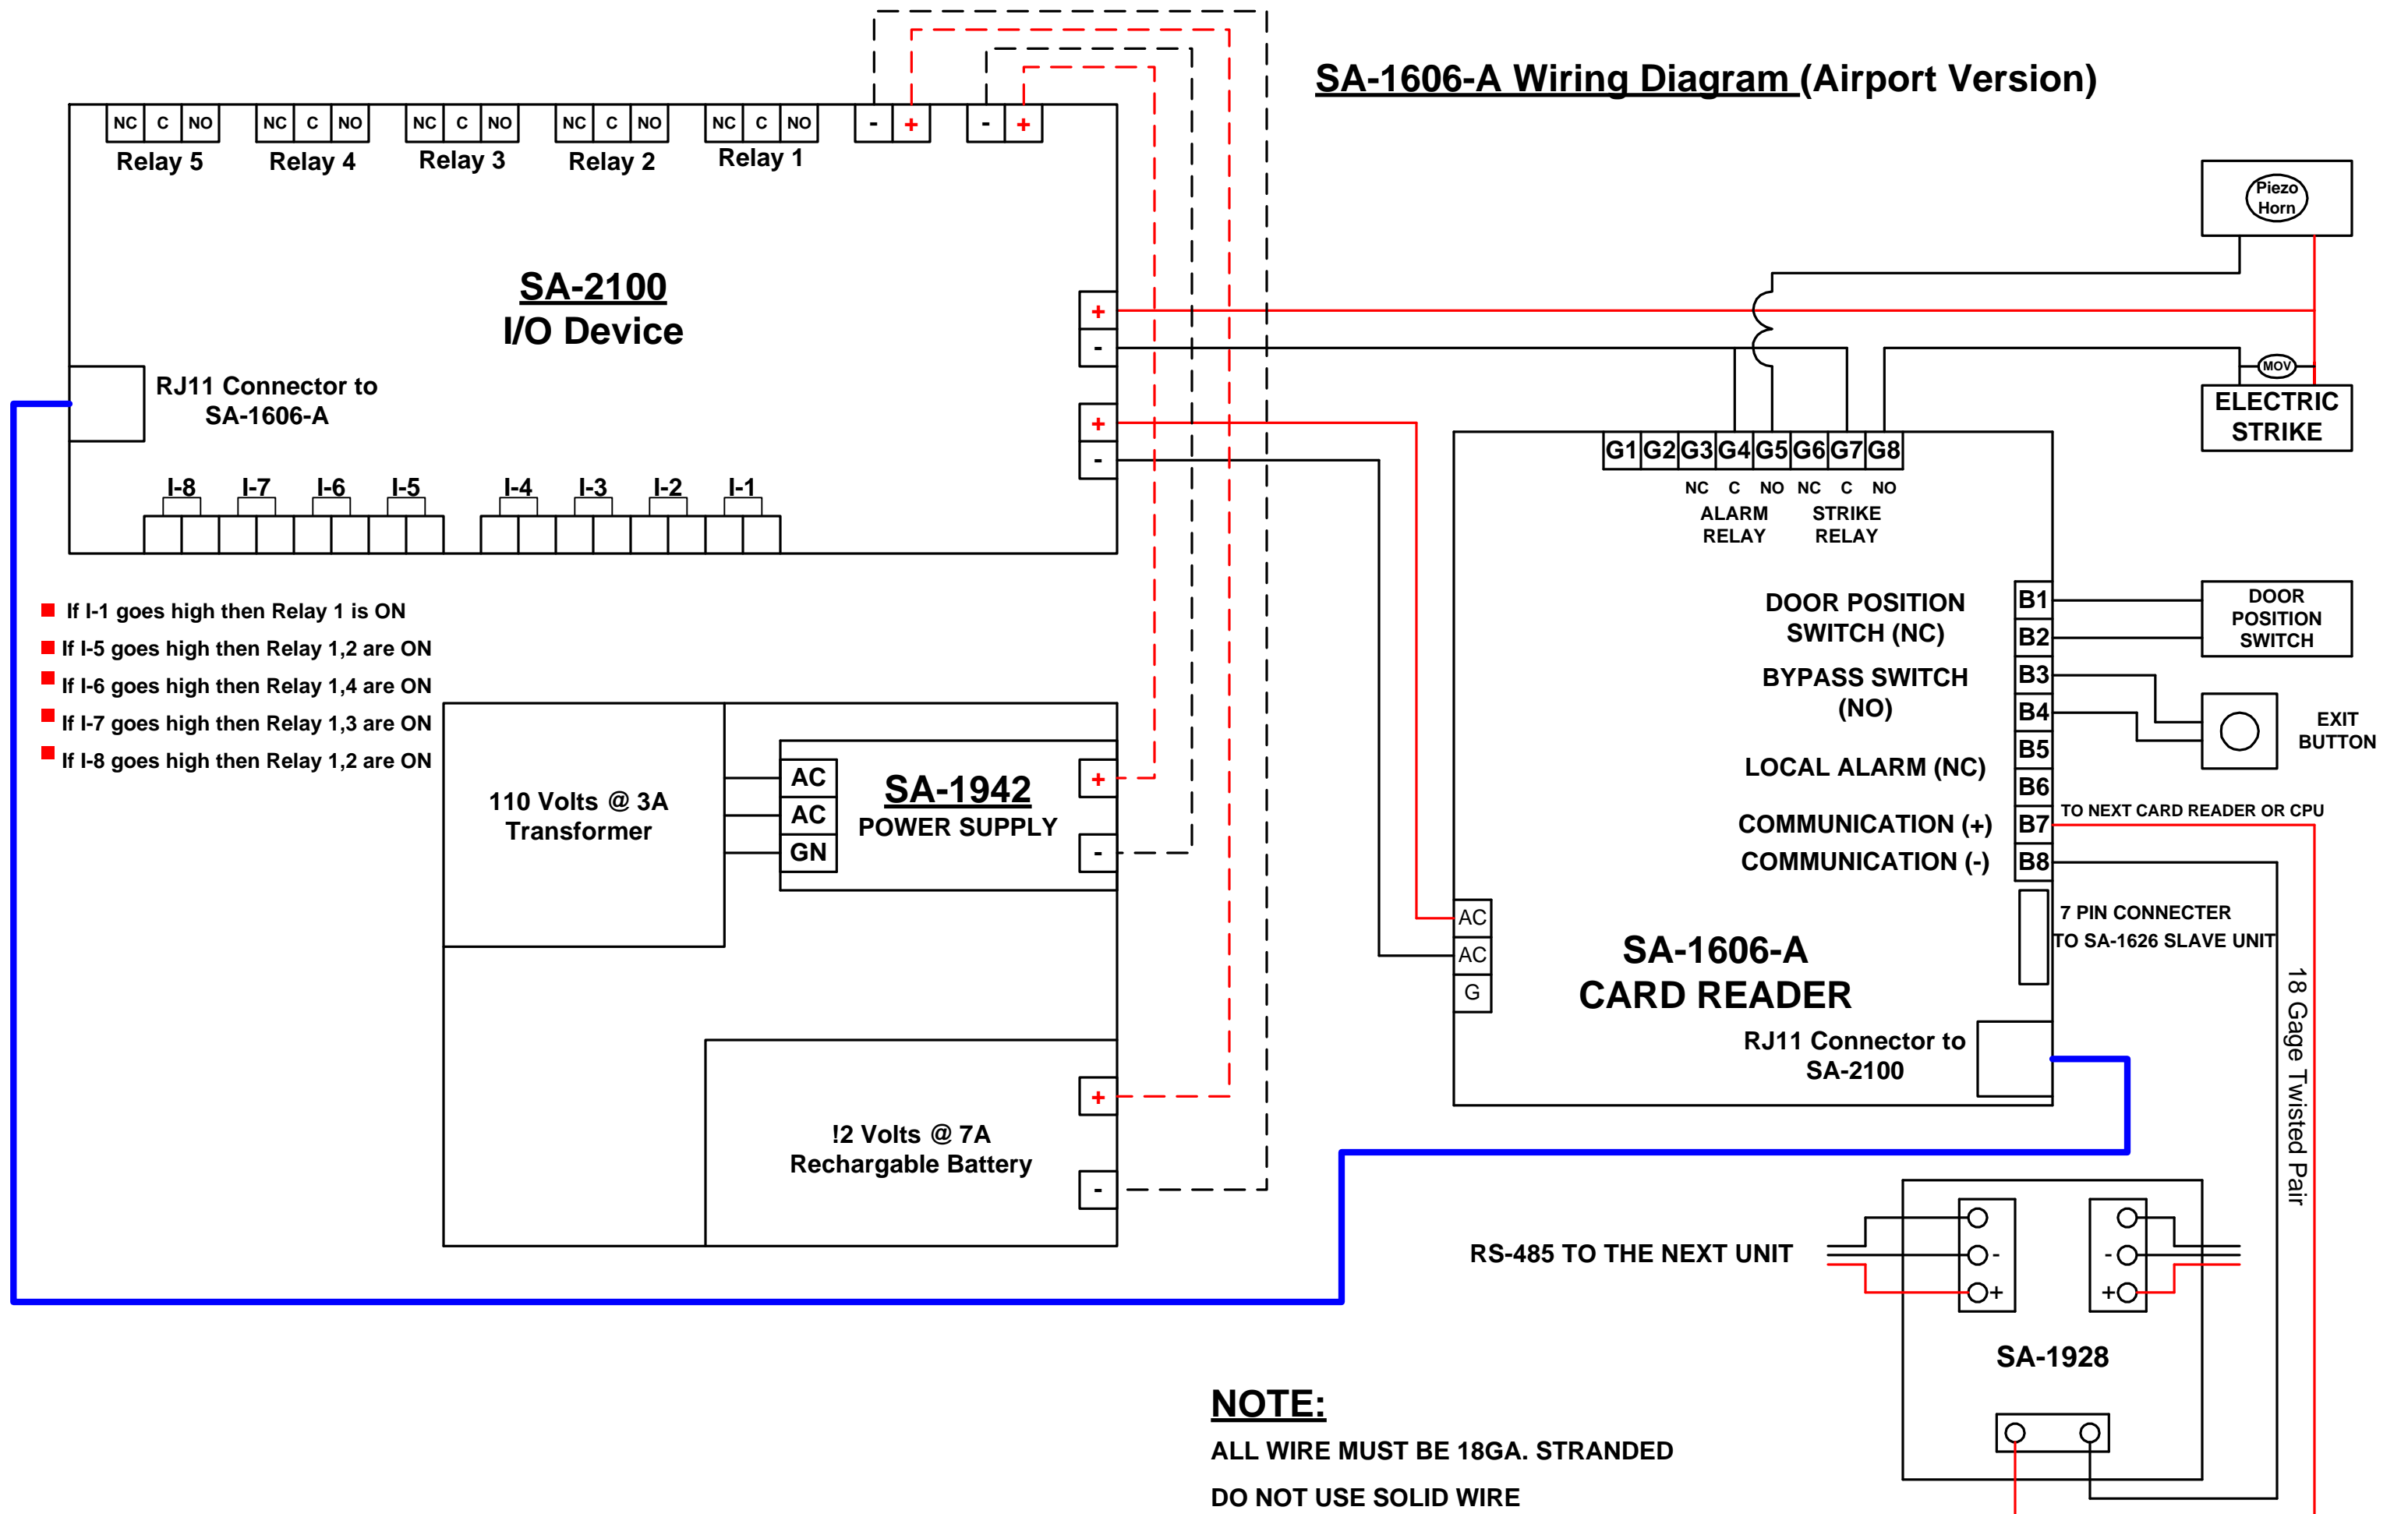 SA-1606-A Wiring Diagram (Airport Version)
NC C NO NC C NO NC C NO NC C NO NC C NO - + - +
Relay 5 Relay 4 Relay 3 Relay 2 Relay 1
Piezo
Horn
SA-2100
I/O Device
+
-
MOV
ELECTRIC
STRIKE
RJ11 Connector to
SA-1606-A
+
-
G1 G2 G3 G4 G5 G6 G7 G8
NC C NO NC C NO
ALARM
RELAY
STRIKE
RELAY
I-8 I-7 I-6 I-5 I-4 I-3 I-2 I-1
If I-1 goes high then Relay 1 is ON
If I-5 goes high then Relay 1,2 are ON
If I-6 goes high then Relay 1,4 are ON
If I-7 goes high then Relay 1,3 are ON
If I-8 goes high then Relay 1,2 are ON
110 Volts @ 3A
Transformer
AC
AC
GN
SA-1942
POWER SUPPLY
+
-
!2 Volts @ 7A
Rechargable Battery
+
-
DOOR POSITION
SWITCH (NC)
BYPASS SWITCH
(NO)
LOCAL ALARM (NC)
COMMUNICATION (+)
COMMUNICATION (-)
B1
B2
B3
B4
B5
B6
B7
B8
DOOR
POSITION
SWITCH
EXIT
BUTTON
TO NEXT CARD READER OR CPU
7 PIN CONNECTER
TO SA-1626 SLAVE UNIT
AC
AC
G
SA-1606-A
CARD READER
RJ11 Connector to
SA-2100
18 Gage Twisted Pair
RS-485 TO THE NEXT UNIT
- -
+ +
SA-1928
NOTE:
ALL WIRE MUST BE 18GA. STRANDED
DO NOT USE SOLID WIRE